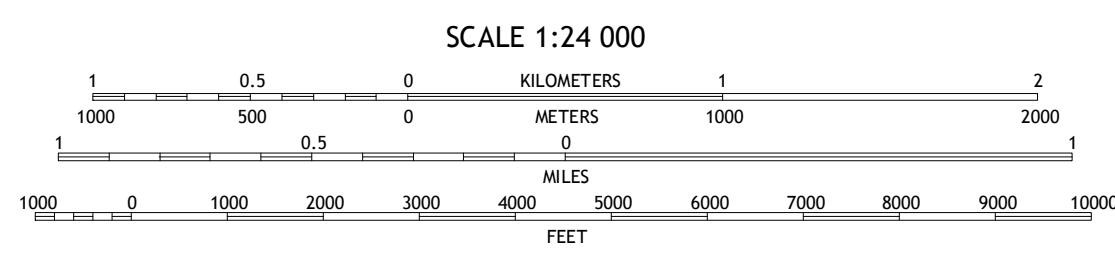 SCALE 1:24 000
1 0.5 0 KILOMETERS 1 2
1000 500 0 METERS 1000 2000
1 0.5 0 1
MILES
1000 0 1000 2000 3000 4000 5000 6000 7000 8000 9000 10000
FEET